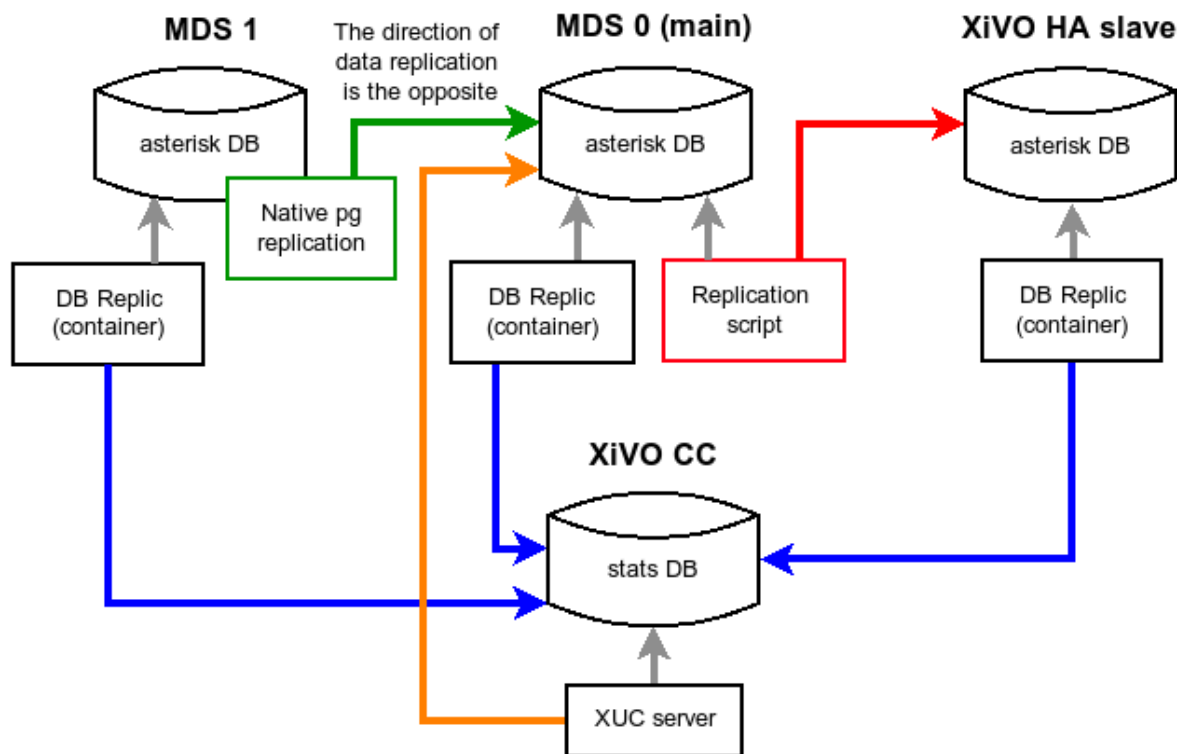 MDS 1
The direction of
data replication
is the opposite
MDS 0 (main)
XiVO HA slave
asterisk DB
asterisk DB
asterisk DB
Native pg
replication
DB Replic
(container)
DB Replic
(container)
Replication
script
DB Replic
(container)
XiVO CC
stats DB
XUC server